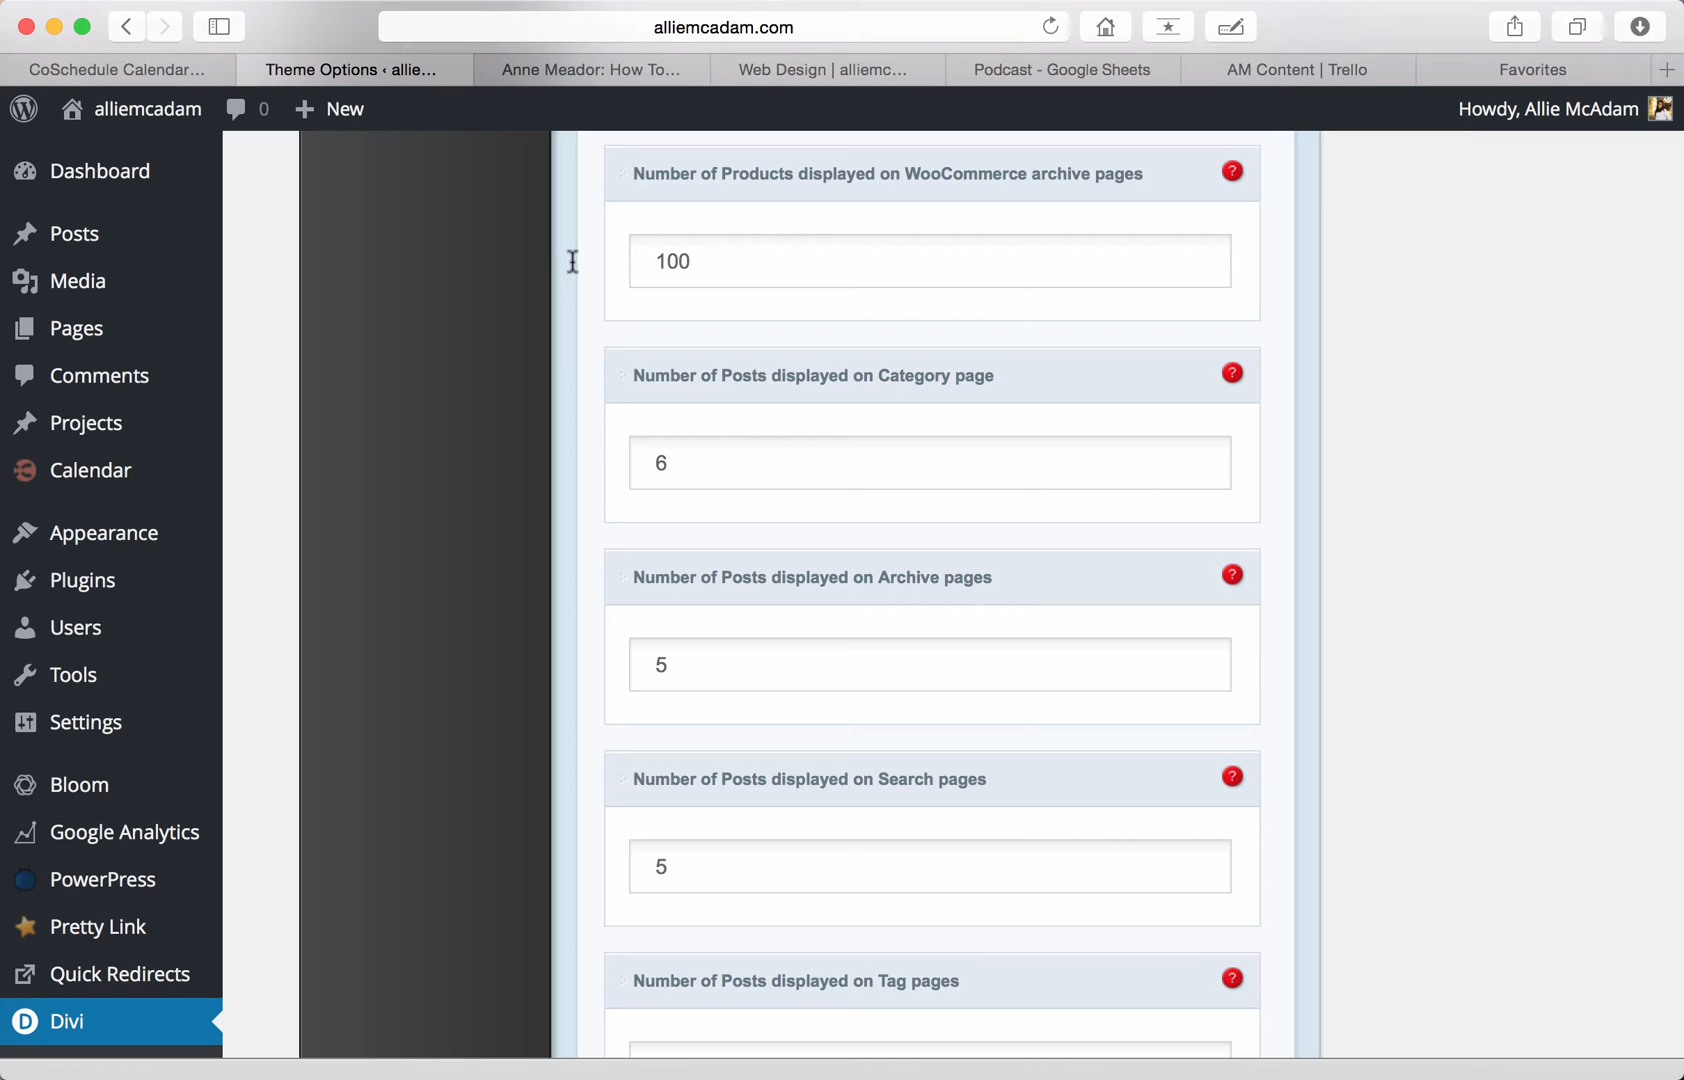 alliemcadam.com
CoSchedule Calendar...
Theme Options ‹ allie...
Anne Meador: How To...
Web Design | alliemc...
Podcast - Google Sheets
AM Content | Trello
Favorites
alliemcadam
0
New
Howdy, Allie McAdam
Dashboard
Posts
Media
Pages
Comments
Projects
Calendar
Appearance
Plugins
Users
Tools
Settings
Bloom
Google Analytics
PowerPress
Pretty Link
Quick Redirects
D Divi
Number of Products displayed on WooCommerce archive pages ?
100
Number of Posts displayed on Category page ?
6
Number of Posts displayed on Archive pages ?
5
Number of Posts displayed on Search pages ?
5
Number of Posts displayed on Tag pages ?